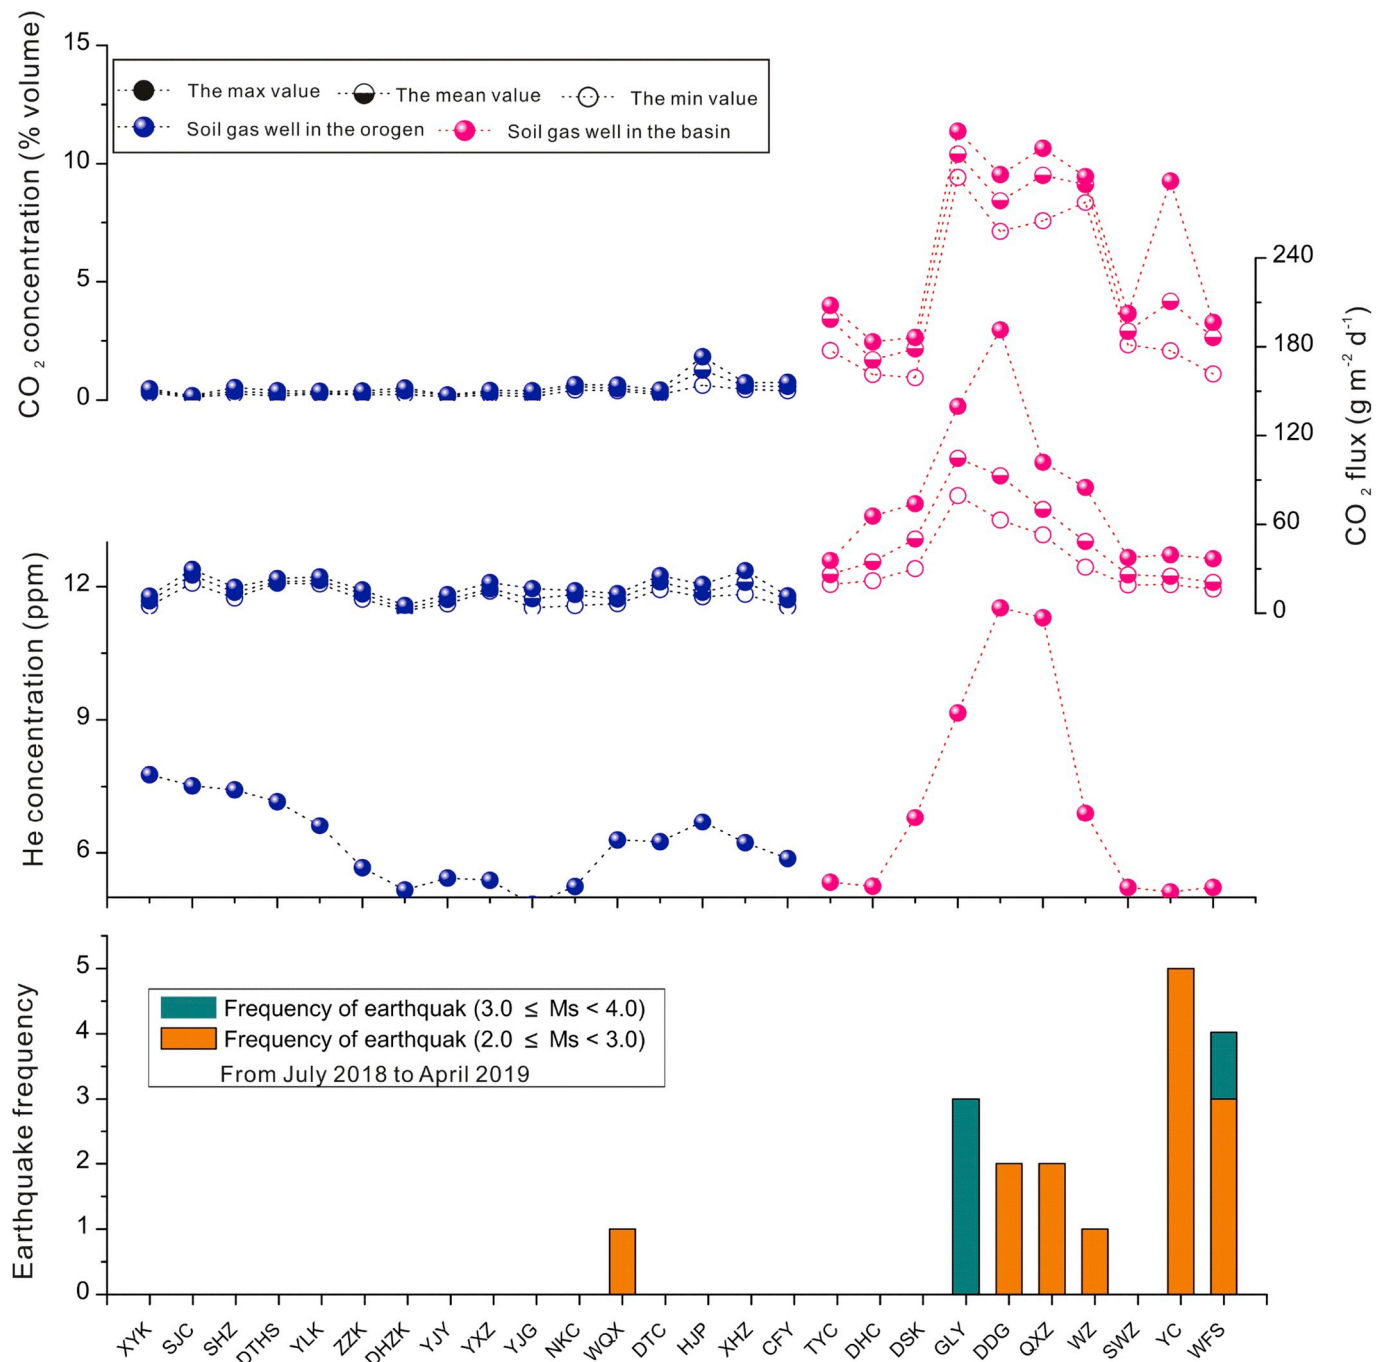 CO2 concentration (% volume)
15
10
5
0
The max value
The mean value
The min value
Soil gas well in the orogen
Soil gas well in the basin
CO2 flux (g m-2 d-1)
240
180
120
60
0
He concentration (ppm)
12
9
6
Earthquake frequency
5
4
3
2
1
0
Frequency of earthquak (3.0 ≤ Ms < 4.0)
Frequency of earthquak (2.0 ≤ Ms < 3.0)
From July 2018 to April 2019
XYK
SJC
SHZ
DTHS
YLK
ZZK
DHZK
YJY
YXZ
YJG
NKC
WQX
DTC
HJP
XHZ
CFY
TYC
DHC
DSK
GLY
DDG
QXZ
WZ
SWZ
YC
WFS